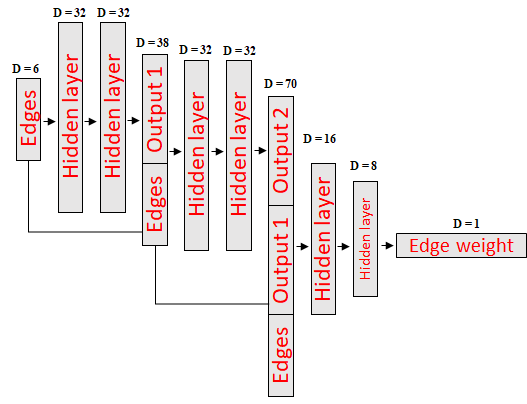 D = 6
Edges
D = 32
Hidden layer
D = 32
Hidden layer
D = 38
Output 1
Edges
D = 32
Hidden layer
D = 32
Hidden layer
D = 70
Output 2
Output 1
Edges
D = 16
Hidden layer
D = 8
Hidden layer
D = 1
Edge weight